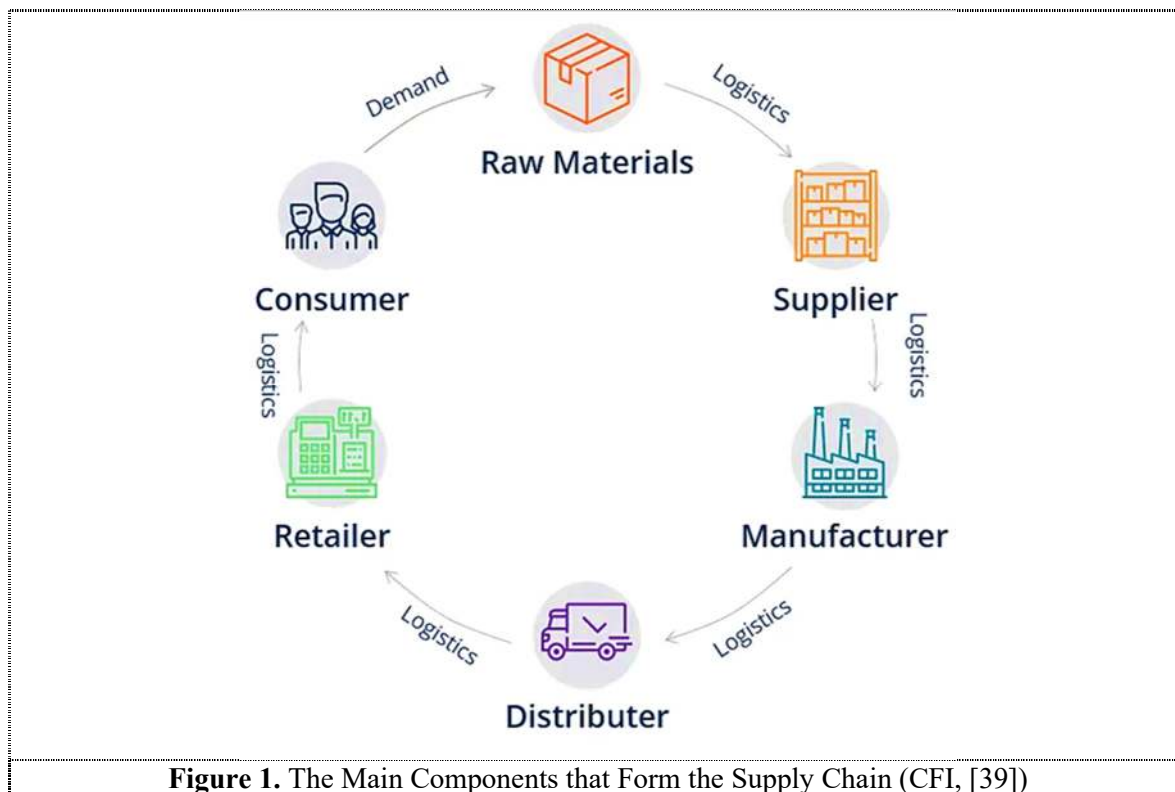 Demand
Logistics
Raw Materials
Consumer
Supplier
Logistics
Logistics
Retailer
Manufacturer
Logistics
Logistics
Distributer
Figure 1. The Main Components that Form the Supply Chain (CFI, [39])